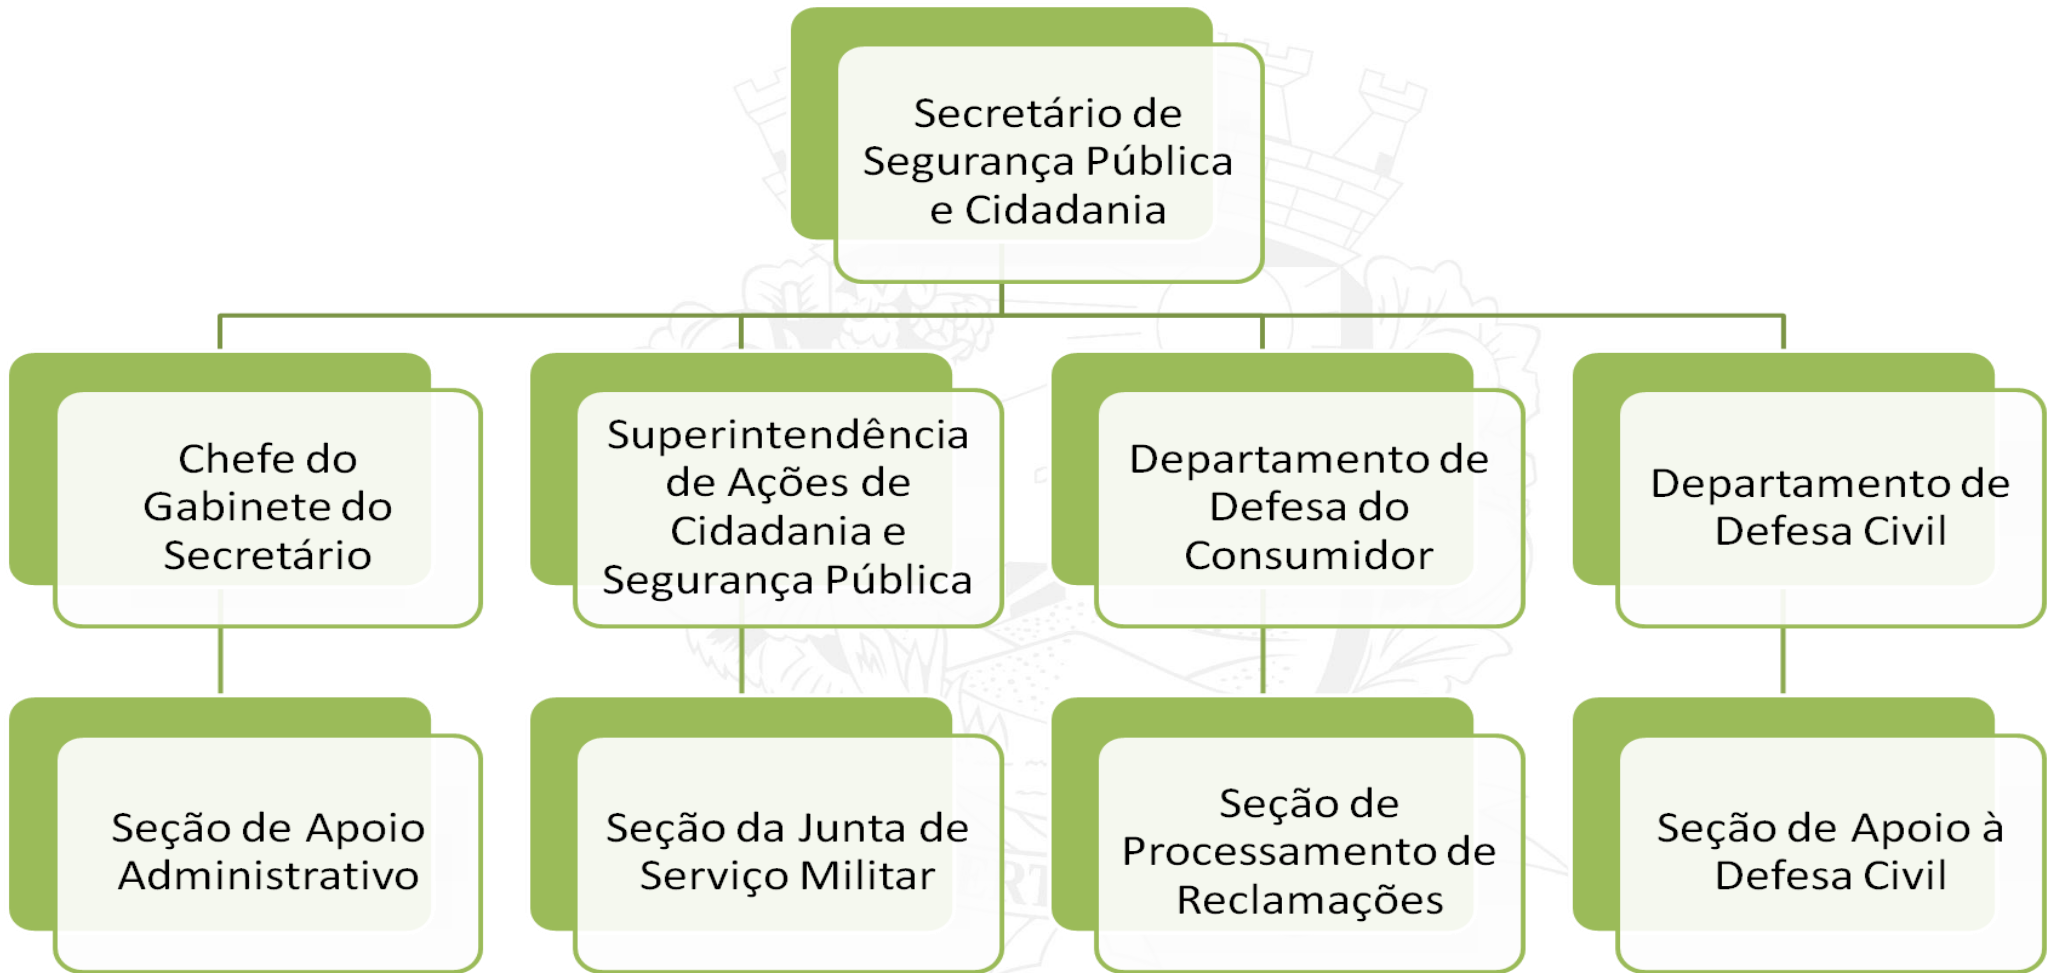 Secretário de
Segurança Pública
e Cidadania
Chefe do
Gabinete do
Secretário
Superintendência
de Ações de
Cidadania e
Segurança Pública
Departamento de
Defesa do
Consumidor
Departamento de
Defesa Civil
Seção de Apoio
Administrativo
Seção da Junta de
Serviço Militar
Seção de
Processamento de
Reclamações
Seção de Apoio à
Defesa Civil